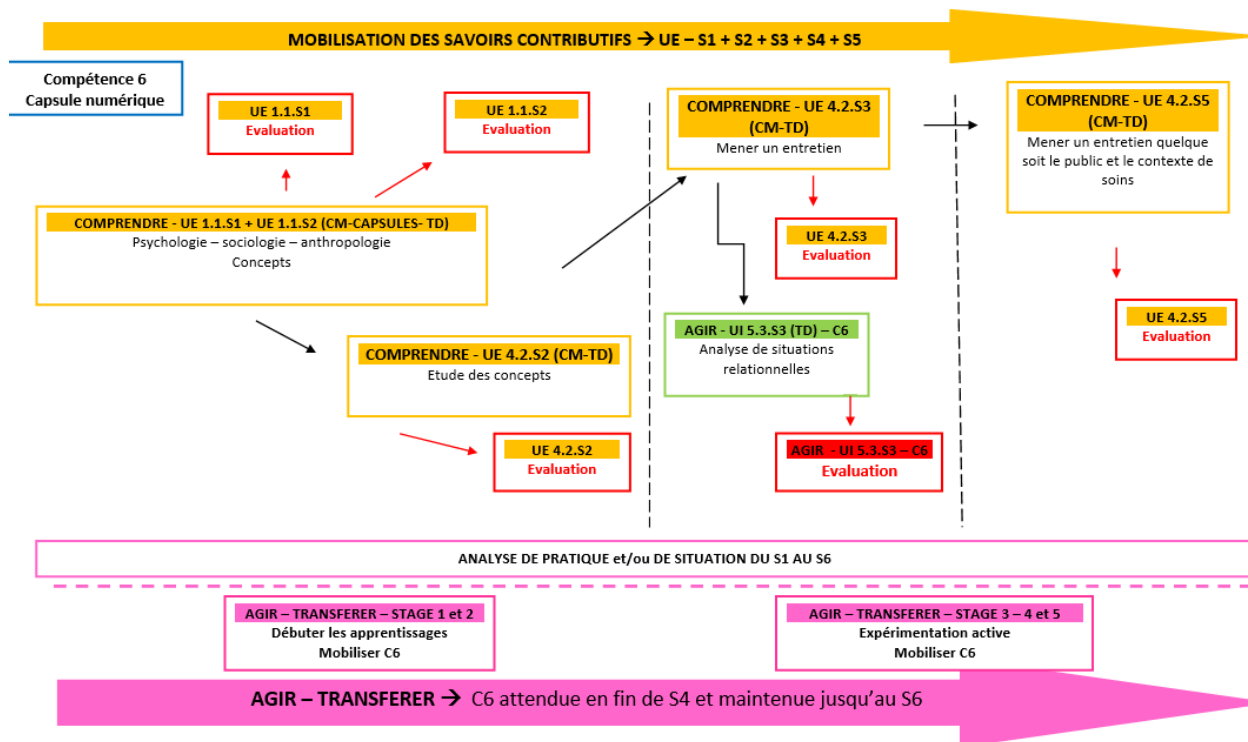 MOBILISATION DES SAVOIRS CONTRIBUTIFS → UE – S1 + S2 + S3 + S4 + S5
Compétence 6
Capsule numérique
UE 1.1.S1
Evaluation
UE 1.1.S2
Evaluation
COMPRENDRE - UE 4.2.S3
(CM-TD)
Mener un entretien
COMPRENDRE - UE 4.2.S5
(CM-TD)
Mener un entretien quelque
soit le public et le contexte de
soins
COMPRENDRE - UE 1.1.S1 + UE 1.1.S2 (CM-CAPSULES- TD)
Psychologie – sociologie – anthropologie
Concepts
UE 4.2.S3
Evaluation
UE 4.2.S5
Evaluation
COMPRENDRE - UE 4.2.S2 (CM-TD)
Etude des concepts
AGIR - UI 5.3.S3 (TD) – C6
Analyse de situations
relationnelles
UE 4.2.S2
Evaluation
AGIR - UI 5.3.S3 – C6
Evaluation
ANALYSE DE PRATIQUE et/ou DE SITUATION DU S1 AU S6
AGIR – TRANSFERER – STAGE 1 et 2
Débuter les apprentissages
Mobiliser C6
AGIR – TRANSFERER – STAGE 3 – 4 et 5
Expérimentation active
Mobiliser C6
AGIR – TRANSFERER → C6 attendue en fin de S4 et maintenue jusqu'au S6